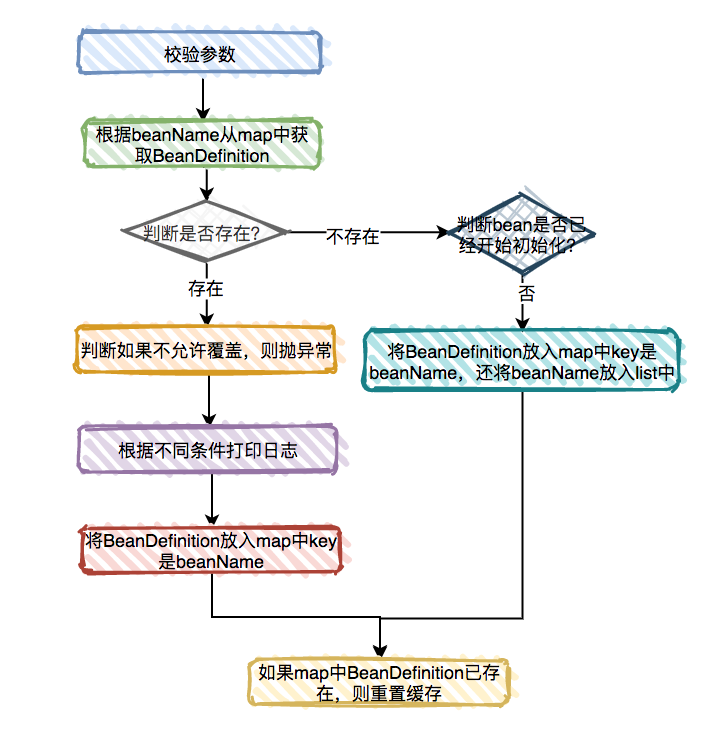 校验参数
根据beanName从map中获
取BeanDefinition
判断是否存在?
不存在
判断bean是否已
经开始初始化?
存在
否
判断如果不允许覆盖，则抛异常
将BeanDefinition放入map中key是
beanName，还将beanName放入list中
根据不同条件打印日志
将BeanDefinition放入map中key
是beanName
如果map中BeanDefinition已存
在，则重置缓存